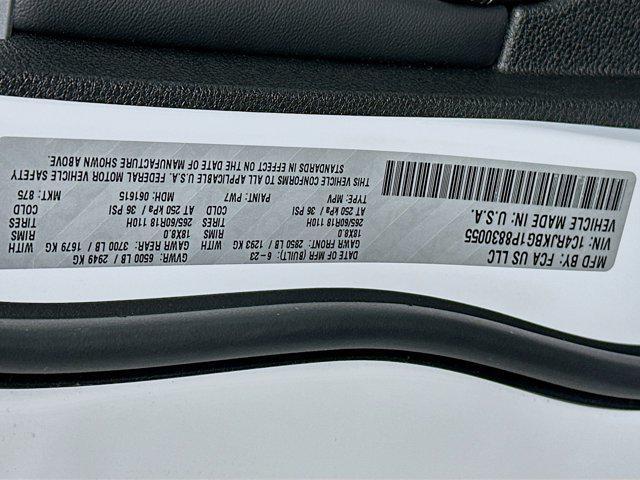 MFD BY: FCA US LLC
DATE OF MFR (BUILT): 6-23
GVWR: 6500 LB / 2949 KG
GAWR FRONT: 2850 LB / 1293 KG
WITH
18X8.0
RIMS
265/60R18 110H
TIRES
AT 250 kPa / 36 PSI
COLD
GAWR REAR: 3700 LB / 1679 KG
WITH
18X8.0
RIMS
265/60R18 110H
TIRES
AT 250 kPa / 36 PSI
COLD
VIN: 1C4RJKBG1P8830055
VEHICLE MADE IN: U.S.A.
TYPE: MPV
PAINT: PW7
MDH: 061615
MKT: 875
THIS VEHICLE CONFORMS TO ALL APPLICABLE U.S.A. FEDERAL MOTOR VEHICLE SAFETY
STANDARDS IN EFFECT ON THE DATE OF MANUFACTURE SHOWN ABOVE.